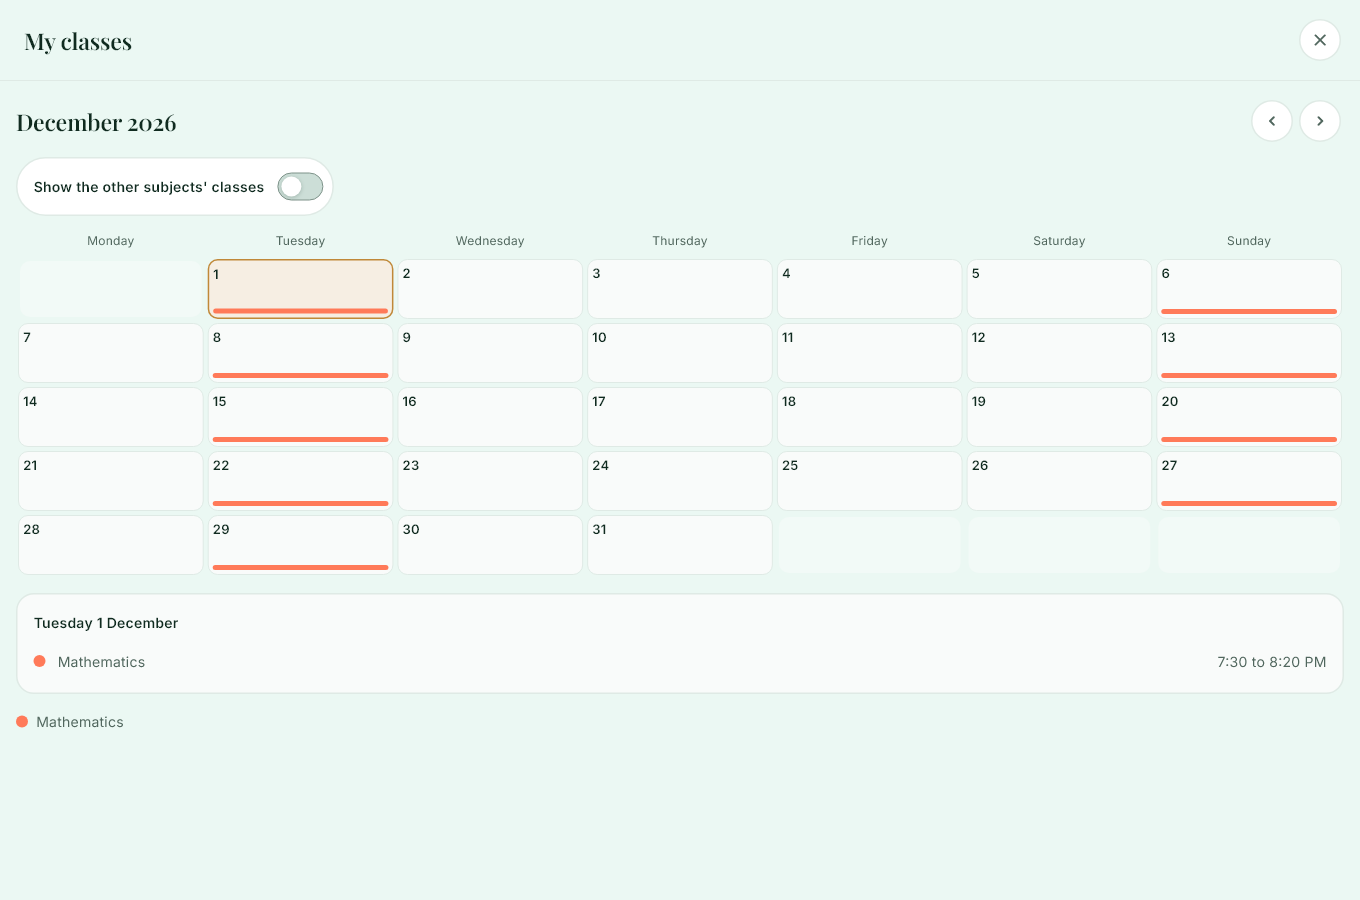 My classes
December 2026
Show the other subjects' classes
Monday Tuesday Wednesday Thursday Friday Saturday Sunday
1 2 3 4 5 6
7 8 9 10 11 12 13
14 15 16 17 18 19 20
21 22 23 24 25 26 27
28 29 30 31
Tuesday 1 December
Mathematics 7:30 to 8:20 PM
Mathematics